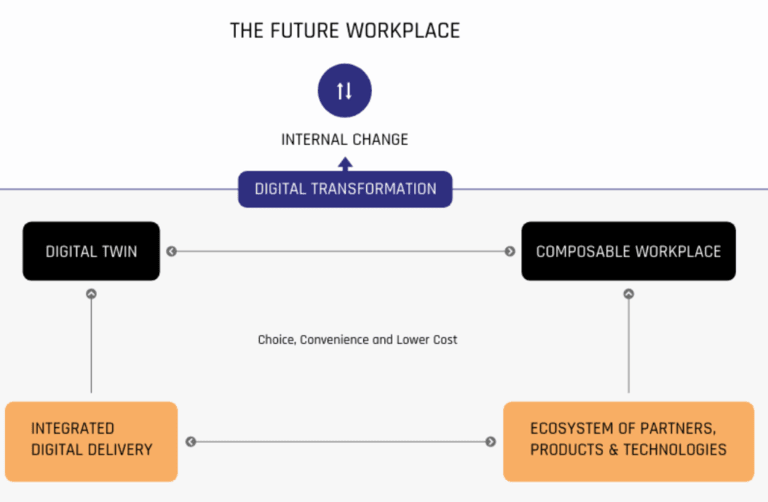 THE FUTURE WORKPLACE
INTERNAL CHANGE
DIGITAL TRANSFORMATION
DIGITAL TWIN
COMPOSABLE WORKPLACE
Choice, Convenience and Lower Cost
INTEGRATED
DIGITAL DELIVERY
ECOSYSTEM OF PARTNERS,
PRODUCTS & TECHNOLOGIES